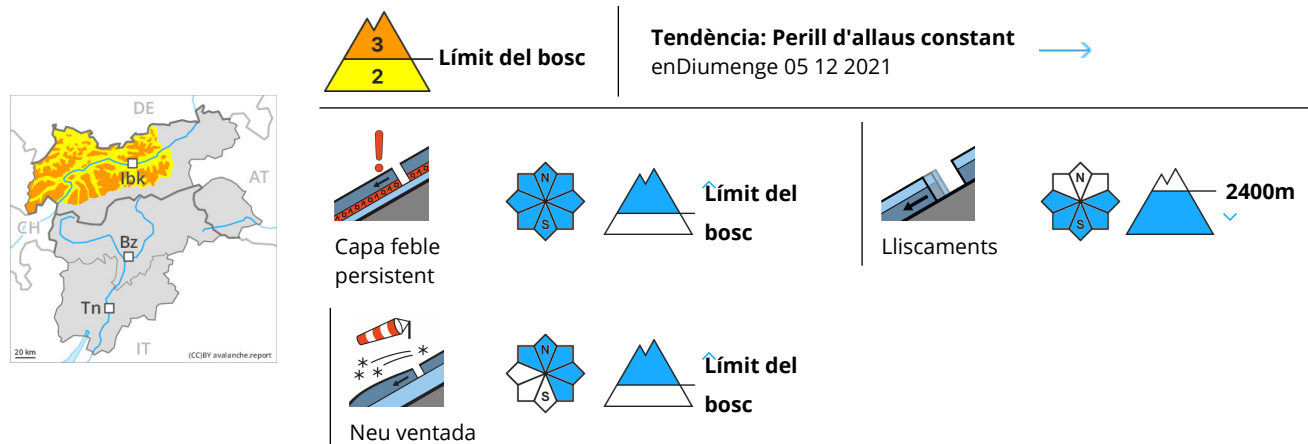 3
2
Límit del bosc
Tendència: Perill d'allaus constant
enDiumenge 05 12 2021
DE
AT
CH
IT
Ibk
Bz
Tn
20 km
(CC)BY avalanche.report
Capa feble
persistent
N
S
Límit del
bosc
Lliscaments
N
S
2400m
Neu ventada
N
S
Límit del
bosc